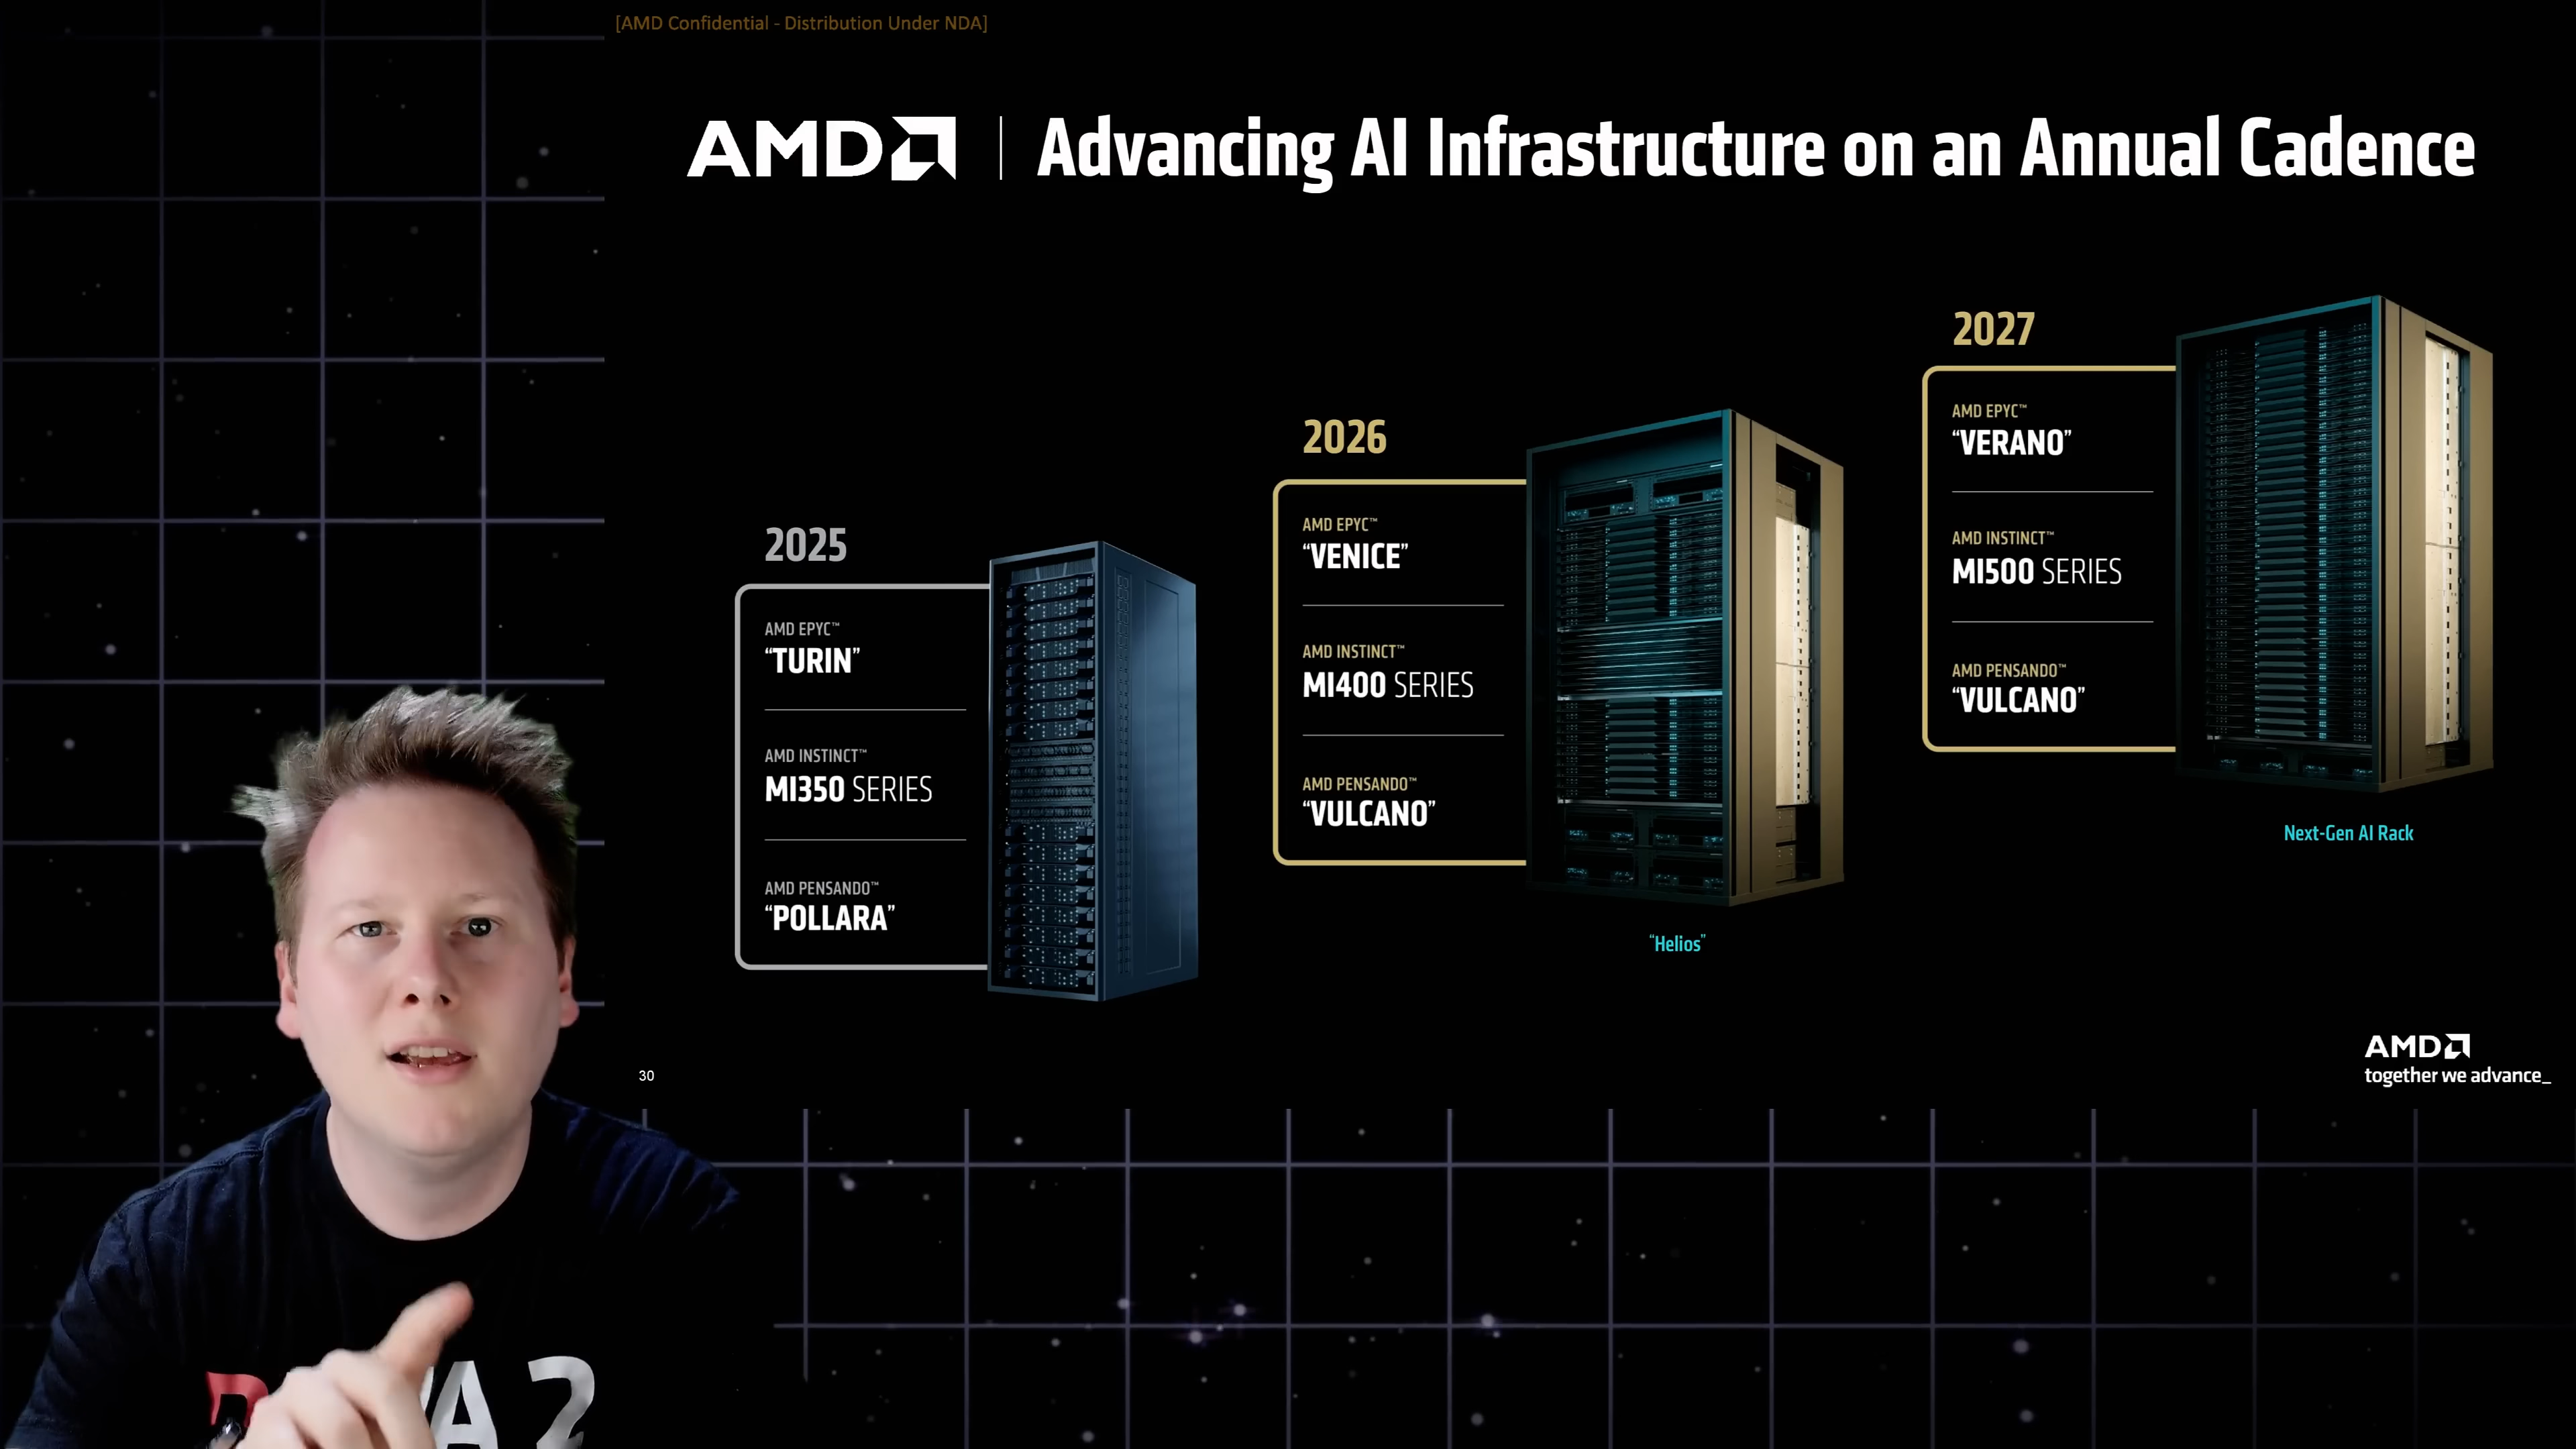 [AMD Confidential - Distribution Under NDA]
AMD | Advancing AI Infrastructure on an Annual Cadence
2025
AMD EPYC™
“TURIN”
AMD INSTINCT™
MI350 SERIES
AMD PENSANDO™
“POLLARA”
2026
AMD EPYC™
“VENICE”
AMD INSTINCT™
MI400 SERIES
AMD PENSANDO™
“VULCANO”
“Helios”
2027
AMD EPYC™
“VERANO”
AMD INSTINCT™
MI500 SERIES
AMD PENSANDO™
“VULCANO”
Next-Gen AI Rack
30
AMD
together we advance_
A 2